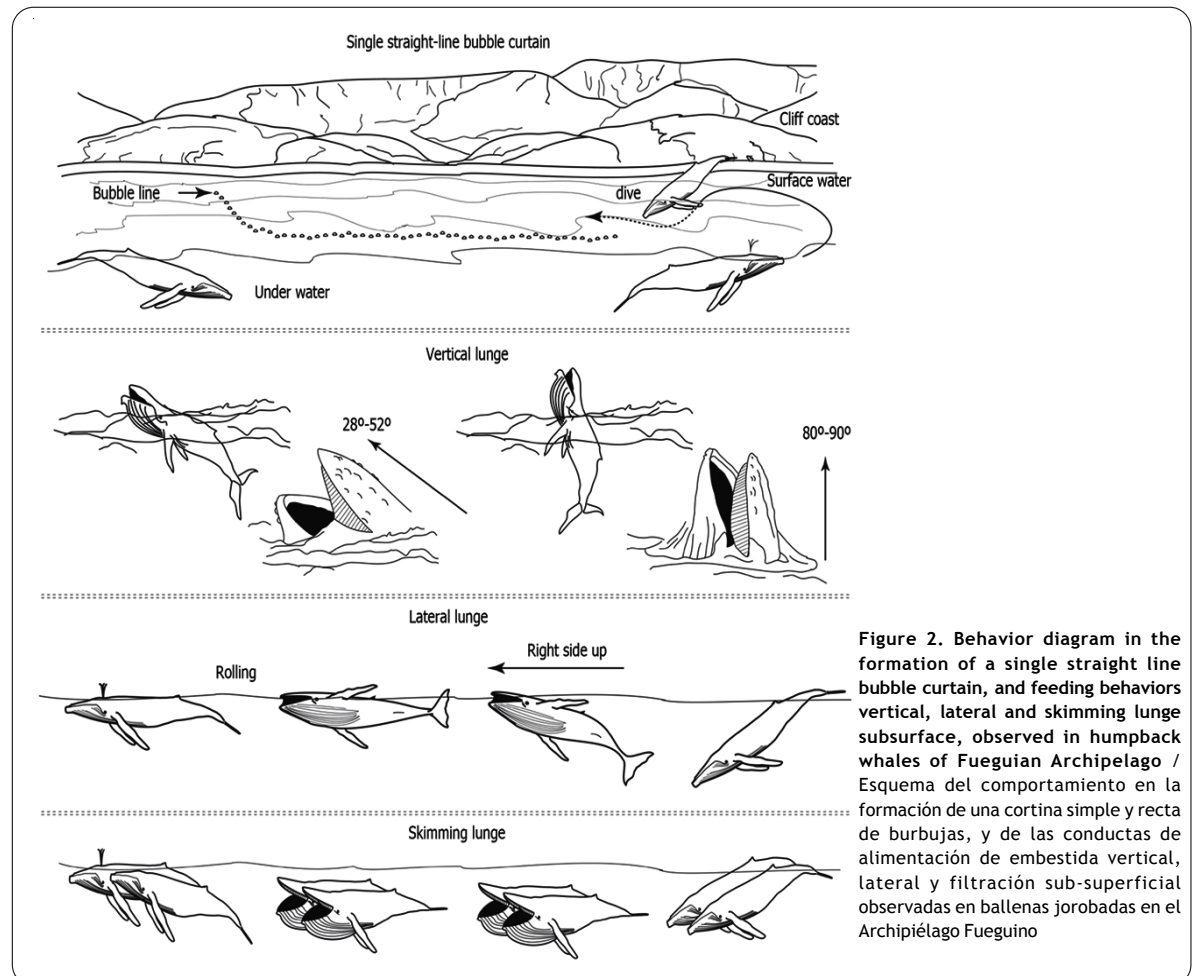 Single straight-line bubble curtain
Cliff coast
Bubble line
dive
Surface water
Under water
Vertical lunge
28º-52º
80º-90º
Lateral lunge
Rolling
Right side up
Skimming lunge
Figure 2. Behavior diagram in the
formation of a single straight line
bubble curtain, and feeding behaviors
vertical, lateral and skimming lunge
subsurface, observed in humpback
whales of Fueguian Archipelago /
Esquema del comportamiento en la
formación de una cortina simple y recta
de burbujas, y de las conductas de
alimentación de embestida vertical,
lateral y filtración sub-superficial
observadas en ballenas jorobadas en el
Archipiélago Fueguino